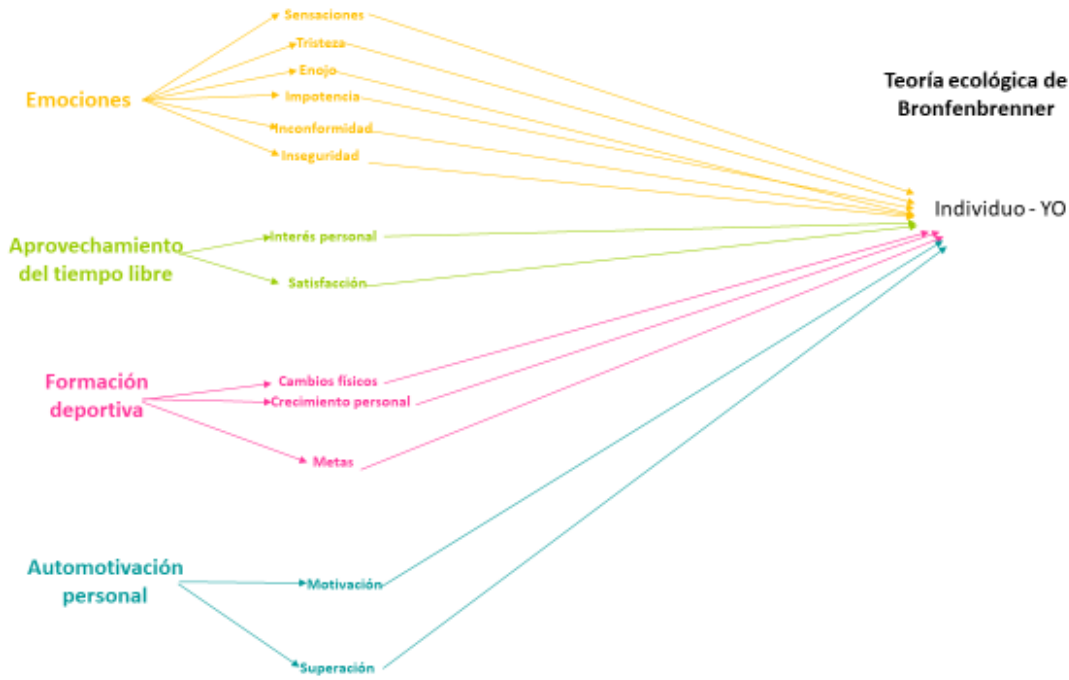 Sensaciones
Tristeza
Enojo
Emociones
Impotencia
Inconformidad
Inseguridad
Teoría ecológica de
Bronfenbrenner
Individuo - YO
Aprovechamiento
del tiempo libre
Interés personal
Satisfacción
Formación
deportiva
Cambios físicos
Crecimiento personal
Metas
Automotivación
personal
Motivación
Superación